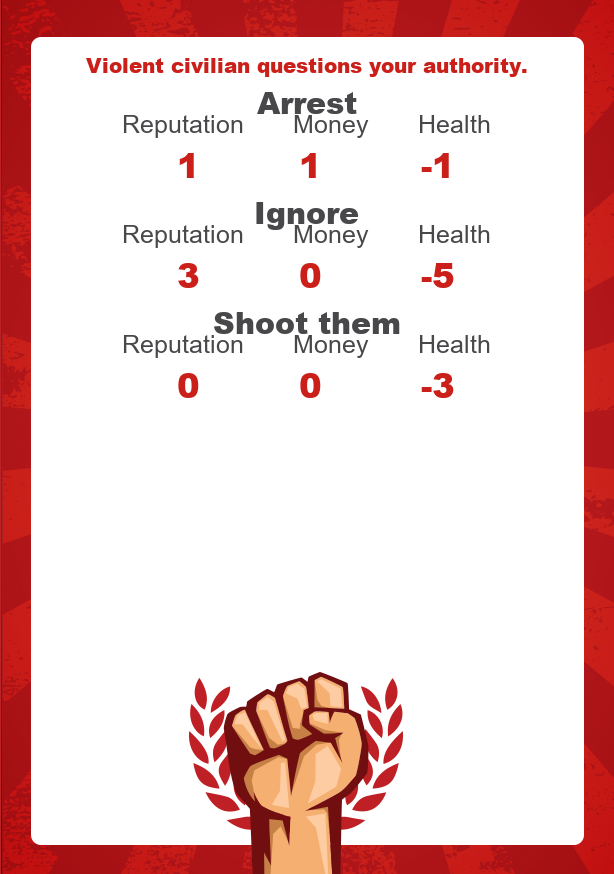 Violent civilian questions your authority.
Arrest
Reputation Money Health
1 1 -1
Ignore
Reputation Money Health
3 0 -5
Shoot them
Reputation Money Health
0 0 -3